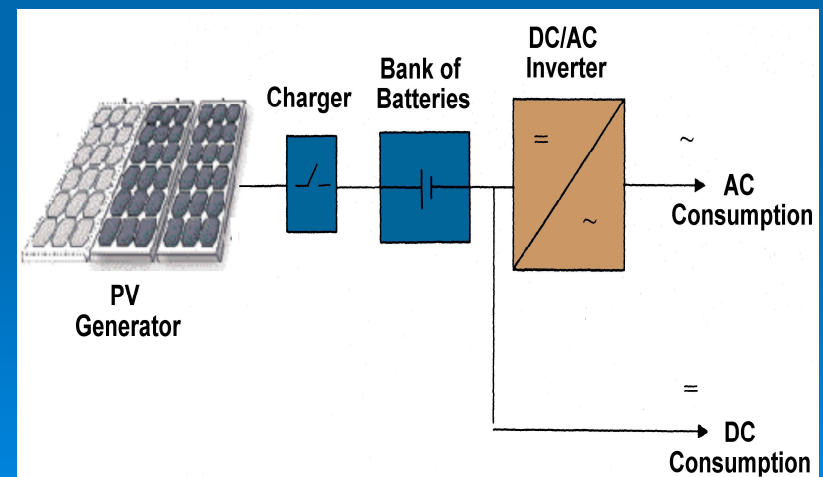 DC/AC
Inverter
Bank of
Batteries
Charger
=
~
~
AC
Consumption
PV
Generator
=
DC
Consumption